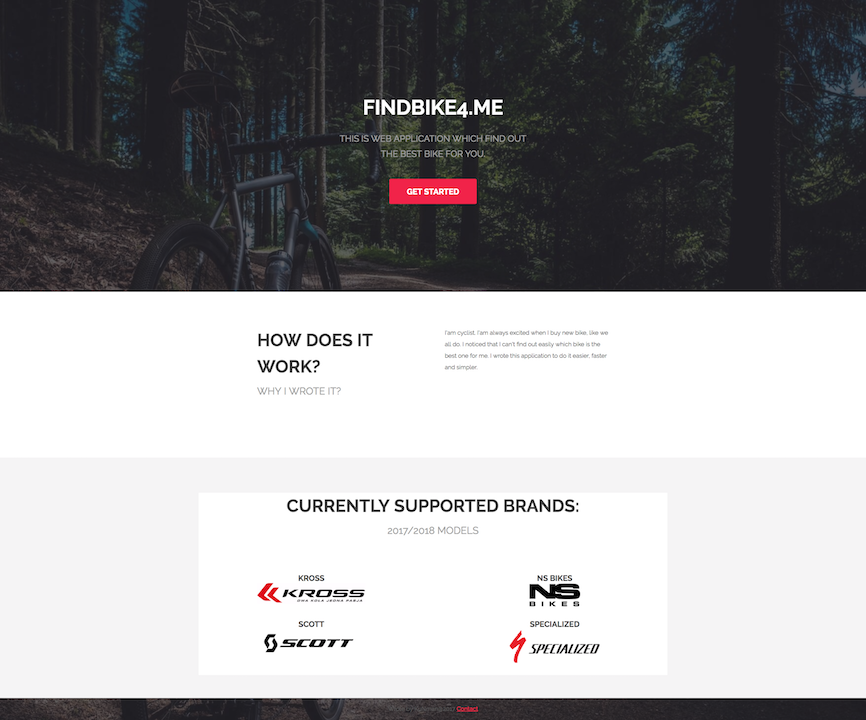 FINDBIKE4.ME
THIS IS WEB APPLICATION WHICH FIND OUT
THE BEST BIKE FOR YOU.
GET STARTED
HOW DOES IT
WORK?
WHY I WROTE IT?
I'am cyclist. I'am always excited when I buy new bike, like we
all do. I noticed that I can't find out easily which bike is the
best one for me. I wrote this application to do it easier, faster
and simpler.
CURRENTLY SUPPORTED BRANDS:
2017/2018 MODELS
KROSS
KROSS
DWA KOŁA JEDNA PASJA
NS BIKES
NS
BIKES
SCOTT
SCOTT
SPECIALIZED
SPECIALIZED
Contact